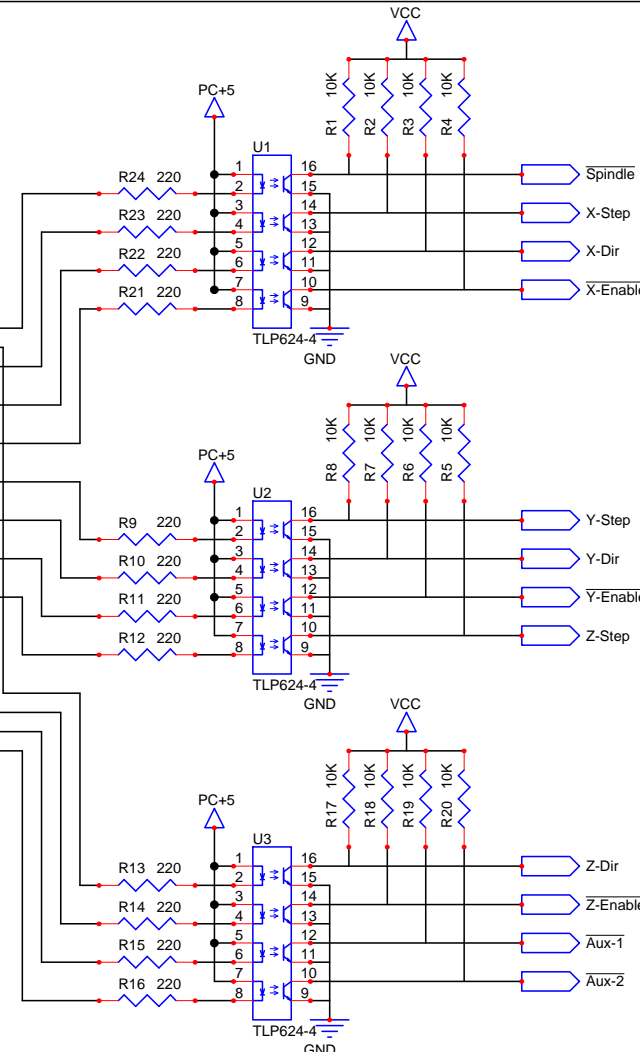 VCC
10K 10K 10K 10K
R1 R2 R3 R4
PC+5
U1
R24 220
R23 220
R22 220
R21 220
1 16
2 15
3 14
4 13
5 12
6 11
7 10
8 9
TLP624-4
GND
Spindle
X-Step
X-Dir
X-Enable
VCC
10K 10K 10K 10K
R8 R7 R6 R5
PC+5
U2
R9 220
R10 220
R11 220
R12 220
1 16
2 15
3 14
4 13
5 12
6 11
7 10
8 9
TLP624-4
GND
Y-Step
Y-Dir
Y-Enable
Z-Step
VCC
10K 10K 10K 10K
R17 R18 R19 R20
PC+5
U3
R13 220
R14 220
R15 220
R16 220
1 16
2 15
3 14
4 13
5 12
6 11
7 10
8 9
TLP624-4
GND
Z-Dir
Z-Enable
Aux-1
Aux-2